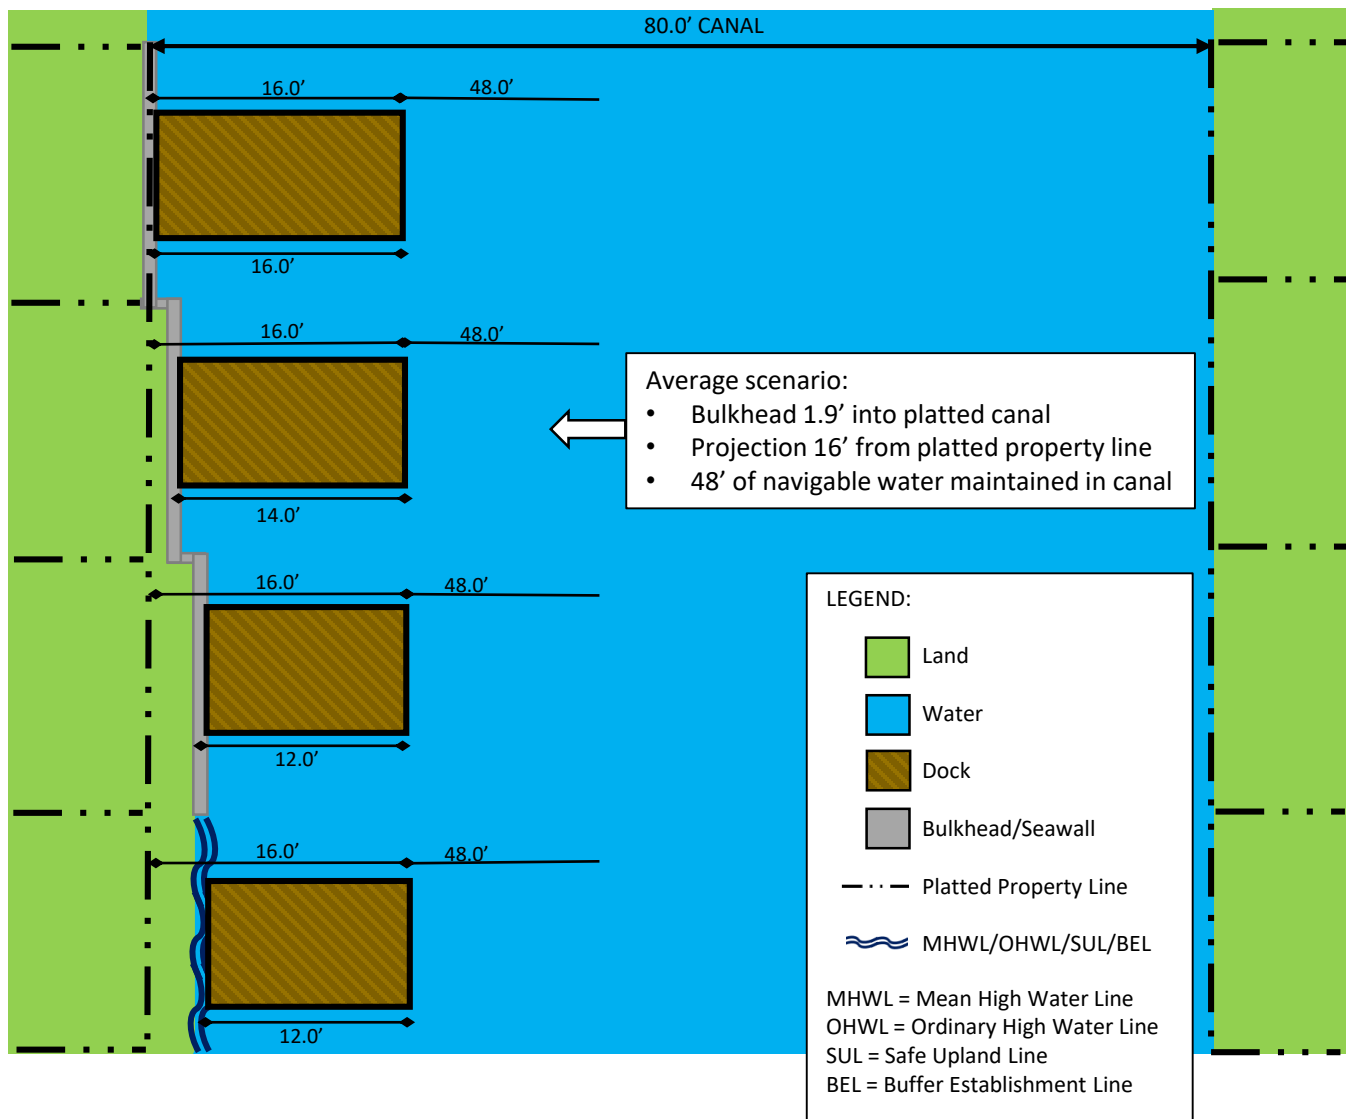 80.0’ CANAL
16.0’
48.0’
16.0’
16.0’
48.0’
Average scenario:
• Bulkhead 1.9’ into platted canal
• Projection 16’ from platted property line
• 48’ of navigable water maintained in canal
14.0’
16.0’
48.0’
12.0’
16.0’
48.0’
12.0’
LEGEND:
Land
Water
Dock
Bulkhead/Seawall
Platted Property Line
MHWL/OHWL/SUL/BEL
MHWL = Mean High Water Line
OHWL = Ordinary High Water Line
SUL = Safe Upland Line
BEL = Buffer Establishment Line